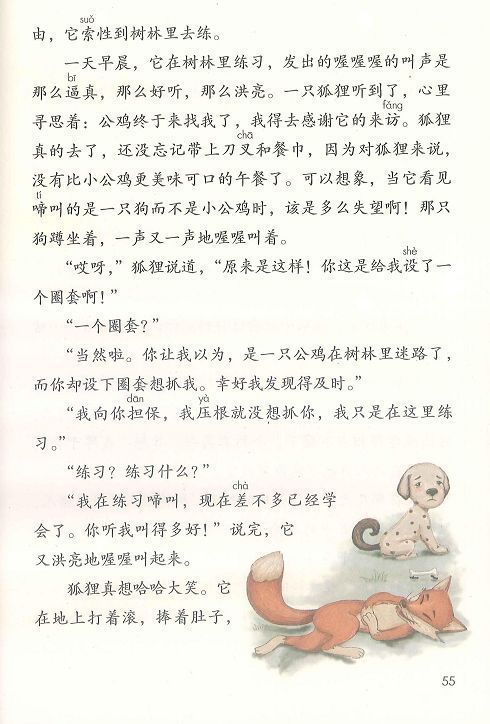 suǒ
由，它索性到树林里去练。
一天早晨，它在树林里练习，发出的喔喔喔的叫声是
bī
那么逼真，那么好听，那么洪亮。一只狐狸听到了，心里
fǎng
寻思着：公鸡终于来找我了，我得去感谢它的来访。狐狸
chā
真的去了，还没忘记带上刀叉和餐巾，因为对狐狸来说，
没有比小公鸡更美味可口的午餐了。可以想象，当它看见
tí
啼叫的是一只狗而不是小公鸡时，该是多么失望啊！那只
狗蹲坐着，一声又一声地喔喔叫着。
shè
“哎呀，”狐狸说道，“原来是这样！你这是给我设了一
个圈套啊！”
“一个圈套？”
“当然啦。你让我以为，是一只公鸡在树林里迷路了，
而你却设下圈套想抓我。幸好我发现得及时。”
dān yà
“我向你担保，我压根就没想抓你，我只是在这里练
习。”
“练习？练习什么？”
chà
“我在练习啼叫，现在差不多已经学
会了。你听我叫得多好！”说完，它
又洪亮地喔喔叫起来。
狐狸真想哈哈大笑。它
在地上打着滚，捧着肚子，
55